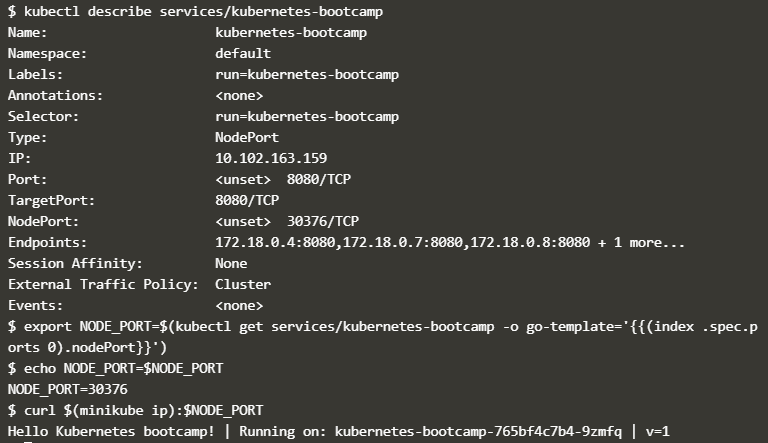 $ kubectl describe services/kubernetes-bootcamp
Name:                     kubernetes-bootcamp
Namespace:                default
Labels:                   run=kubernetes-bootcamp
Annotations:              <none>
Selector:                 run=kubernetes-bootcamp
Type:                     NodePort
IP:                       10.102.163.159
Port:                     <unset>  8080/TCP
TargetPort:               8080/TCP
NodePort:                 <unset>  30376/TCP
Endpoints:                172.18.0.4:8080,172.18.0.7:8080,172.18.0.8:8080 + 1 more...
Session Affinity:         None
External Traffic Policy:  Cluster
Events:                   <none>
$ export NODE_PORT=$(kubectl get services/kubernetes-bootcamp -o go-template='{{(index .spec.p
orts 0).nodePort}}')
$ echo NODE_PORT=$NODE_PORT
NODE_PORT=30376
$ curl $(minikube ip):$NODE_PORT
Hello Kubernetes bootcamp! | Running on: kubernetes-bootcamp-765bf4c7b4-9zmfq | v=1